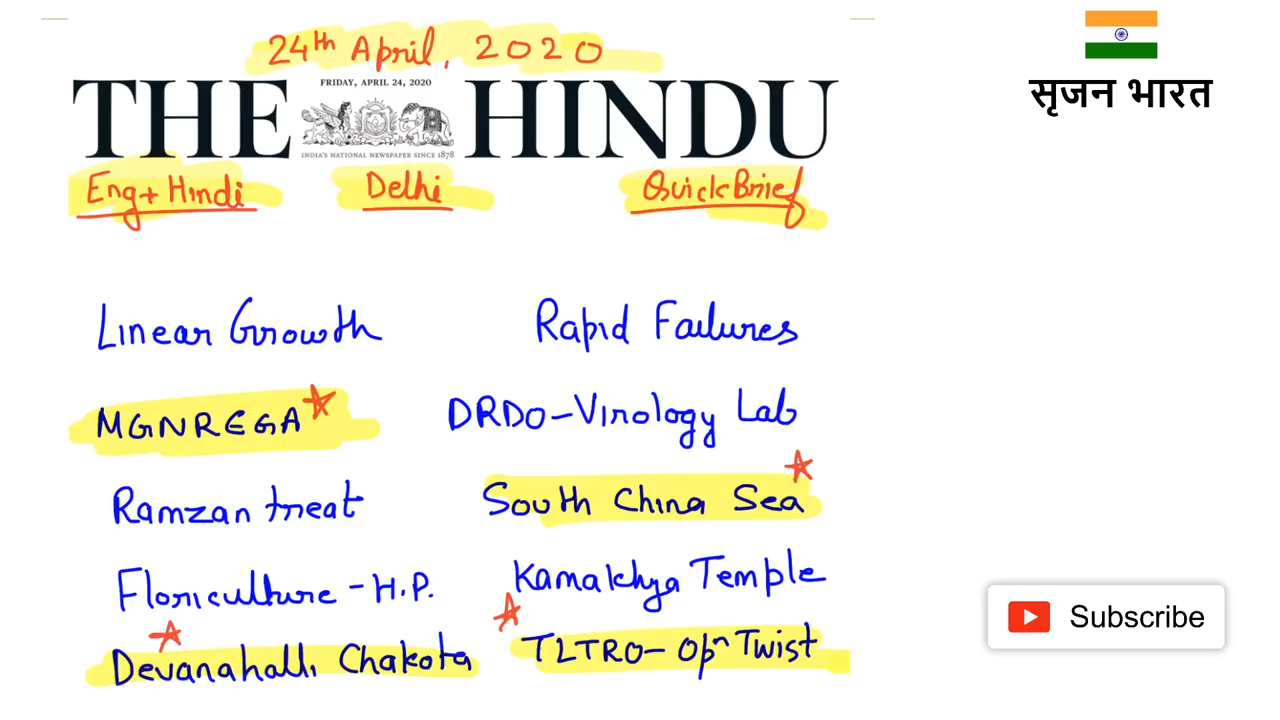 24th April, 2020
FRIDAY, APRIL 24, 2020
THE HINDU
INDIA'S NATIONAL NEWSPAPER SINCE 1878
Eng+Hindi Delhi Quick Brief
सृजन भारत
Linear Growth Rapid Failures
MGNREGA DRDO-Virology Lab
Ramzan treat South China Sea
Floriculture - H.P. Kamakhya Temple
Devanahalli Chakota TLTRO- Opn Twist
Subscribe